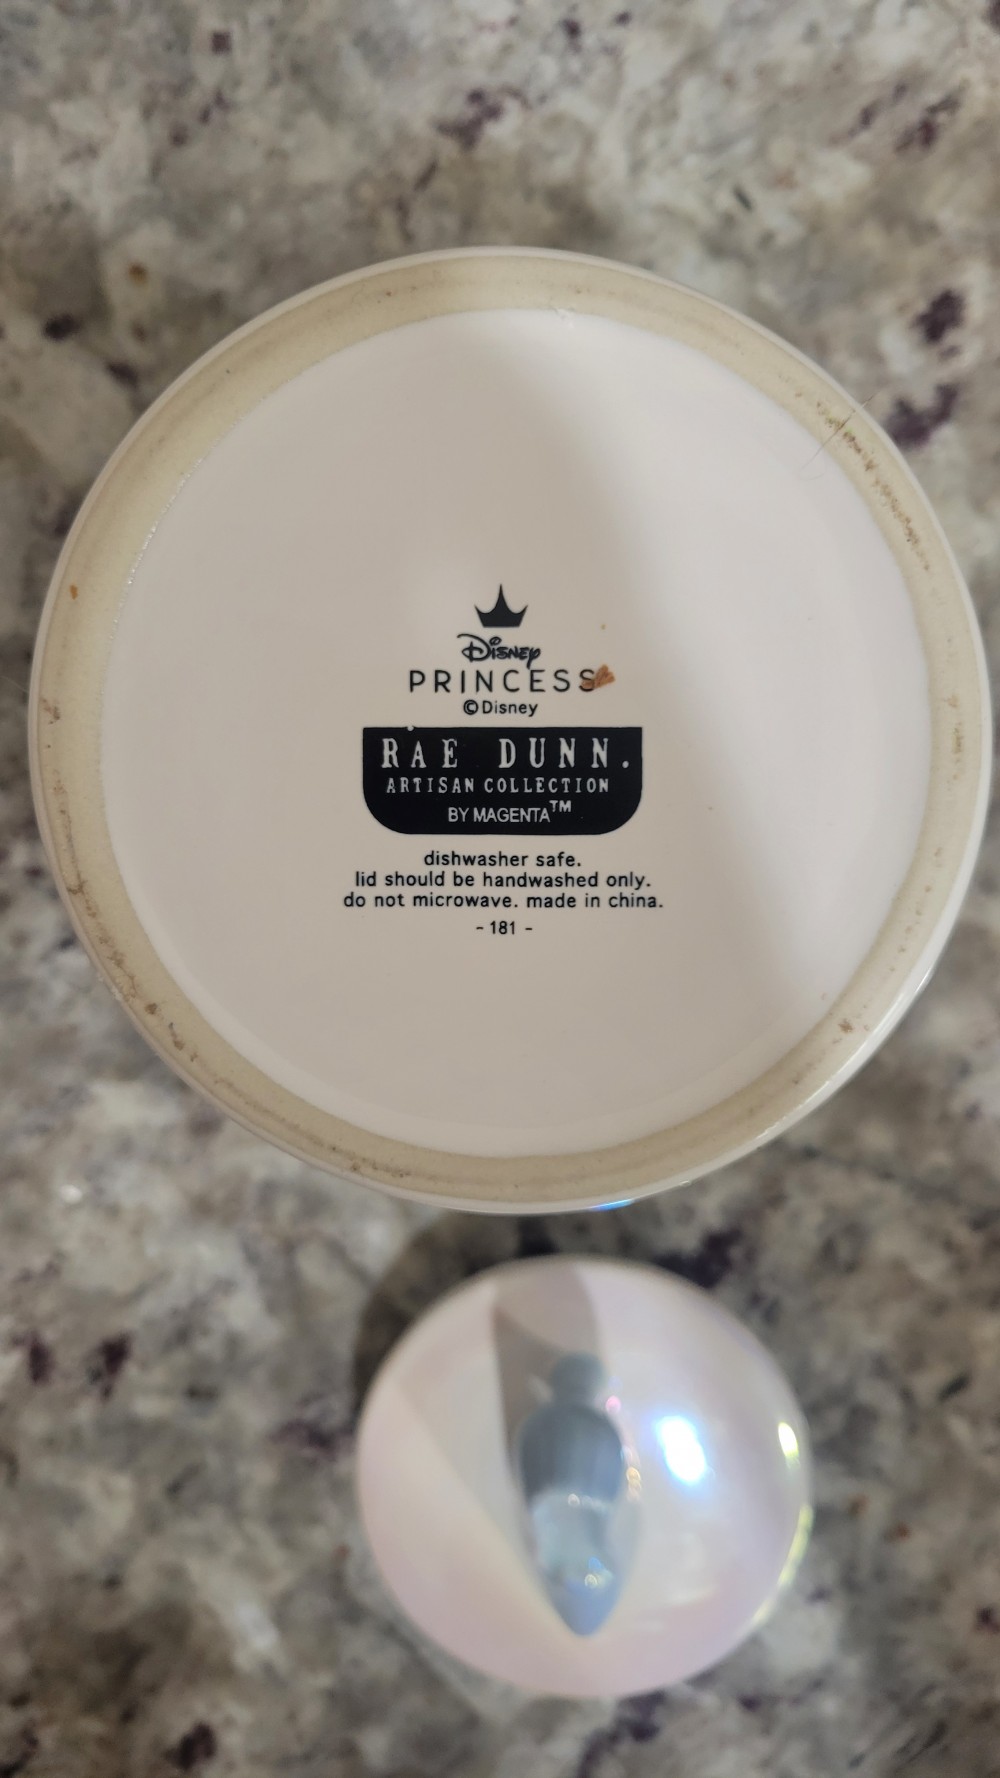 Disney
PRINCESS
©Disney
RAE DUNN.
ARTISAN COLLECTION
BY MAGENTA™
dishwasher safe.
lid should be handwashed only.
do not microwave. made in china.
- 181 -